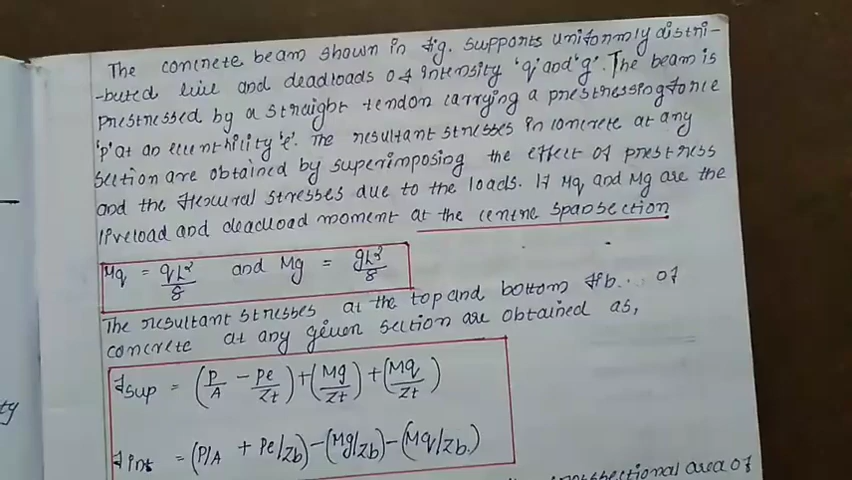 The concrete beam shown in fig. supports uniformly distri-
-buted live and deadloads of intensity 'q' and 'g'. The beam is
prestressed by a straight tendon carrying a prestressing force
'p' at an eccentricity 'e'. The resultant stresses in concrete at any
section are obtained by superimposing the effect of prestress
and the flexural stresses due to the loads. If Mq and Mg are the
liveload and deadload moment at the centre span section
Mq = qL²/8 and Mg = gL²/8
The resultant stresses at the top and bottom fib... of
concrete at any given section are obtained as,
fsup = (P/A - Pe/Zt) + (Mg/Zt) + (Mq/Zt)
ty
finf = (P/A + Pe/Zb) - (Mg/Zb) - (Mq/Zb)
area of